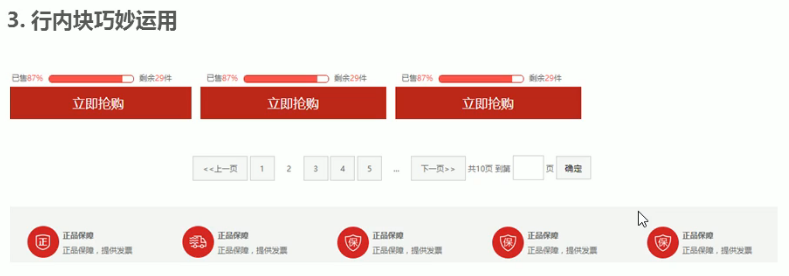 3. 行内块巧妙运用
已售87% 剩余29件 已售87% 剩余29件 已售87% 剩余29件
立即抢购 立即抢购 立即抢购
<<上一页 1 2 3 4 5 ... 下一页>> 共10页 到第 页 确定
正 正品保障 正品保障 保 正品保障 保 正品保障 保 正品保障
正品保障，提供发票 正品保障，提供发票 正品保障，提供发票 正品保障，提供发票 正品保障，提供发票